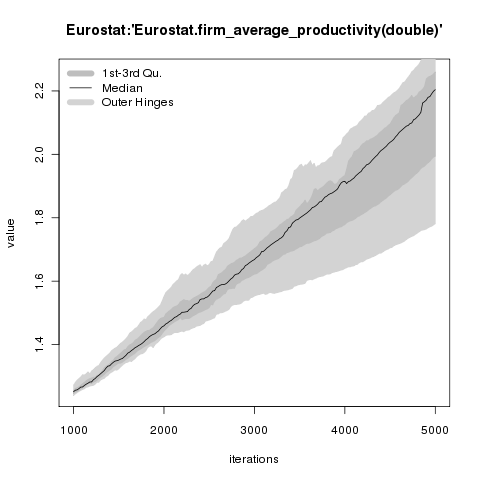 Eurostat:'Eurostat.firm_average_productivity(double)'
1st-3rd Qu.
Median
Outer Hinges
value
2.2
2.0
1.8
1.6
1.4
1000 2000 3000 4000 5000
iterations